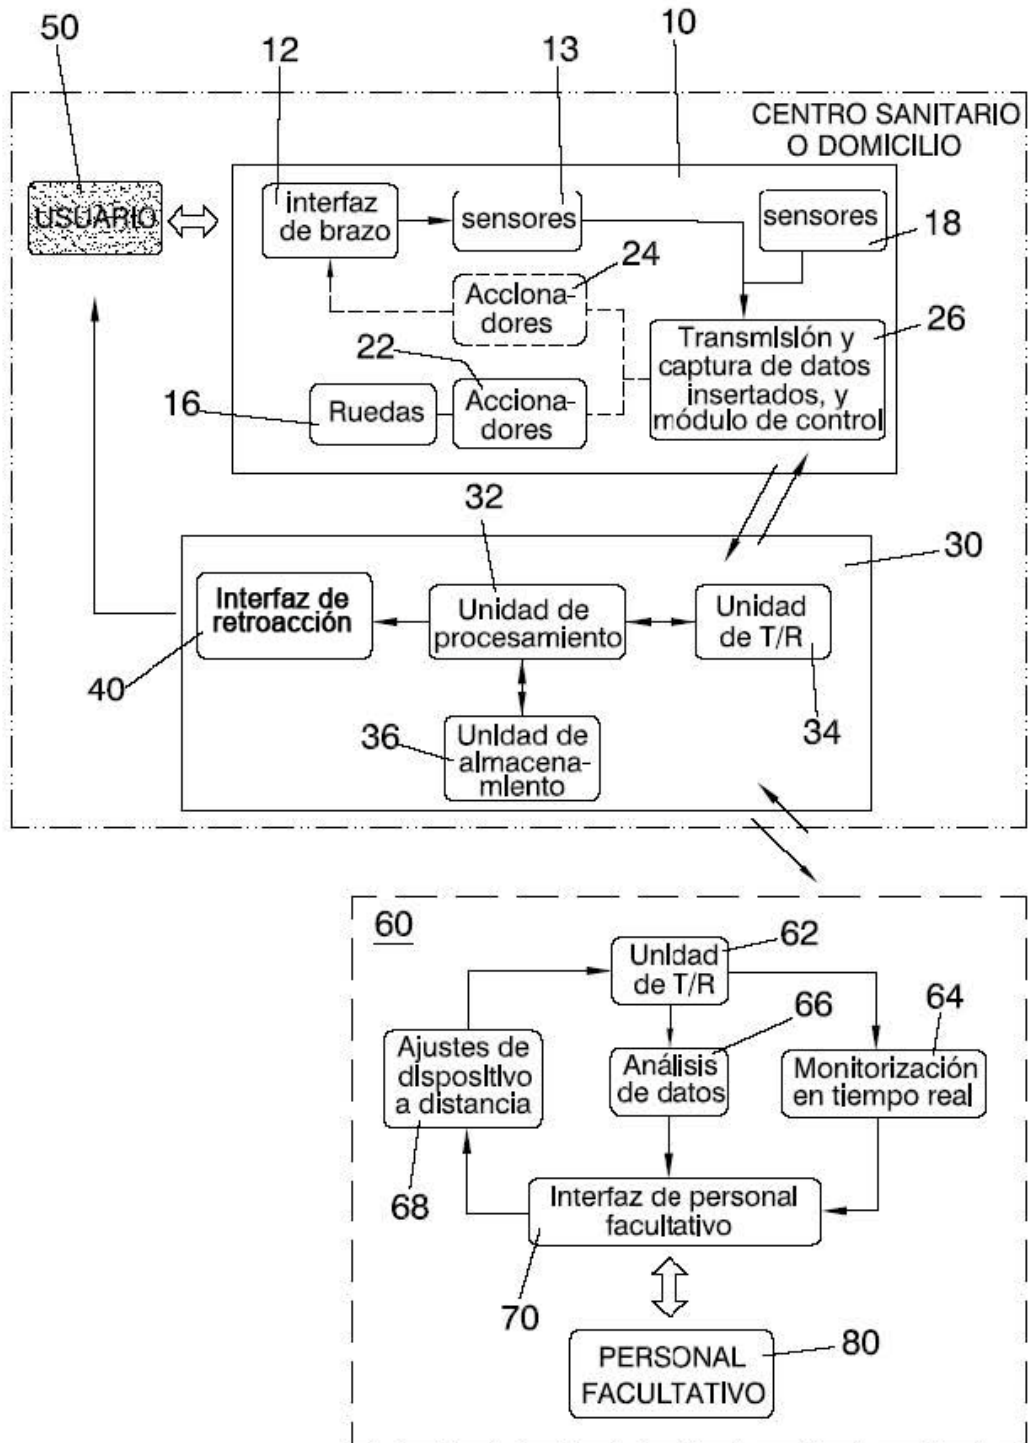 50
12
13
10
CENTRO SANITARIO
O DOMICILIO
USUÁRIO
interfaz
de brazo
sensores
sensores
18
24
Acciona-
dores
26
Transmisión y
captura de datos
insertados, y
módulo de control
22
16
Ruedas
Acciona-
dores
32
30
Interfaz de
retroacción
Unidad de
procesamiento
Unidad
de T/R
40
34
36
Unidad de
almacena-
miento
60
62
Unidad
de T/R
66
64
Ajustes de
dispositivo
a distancia
Análisis
de datos
Monitorización
en tiempo real
68
Interfaz de personal
facultativo
70
80
PERSONAL
FACULTATIVO